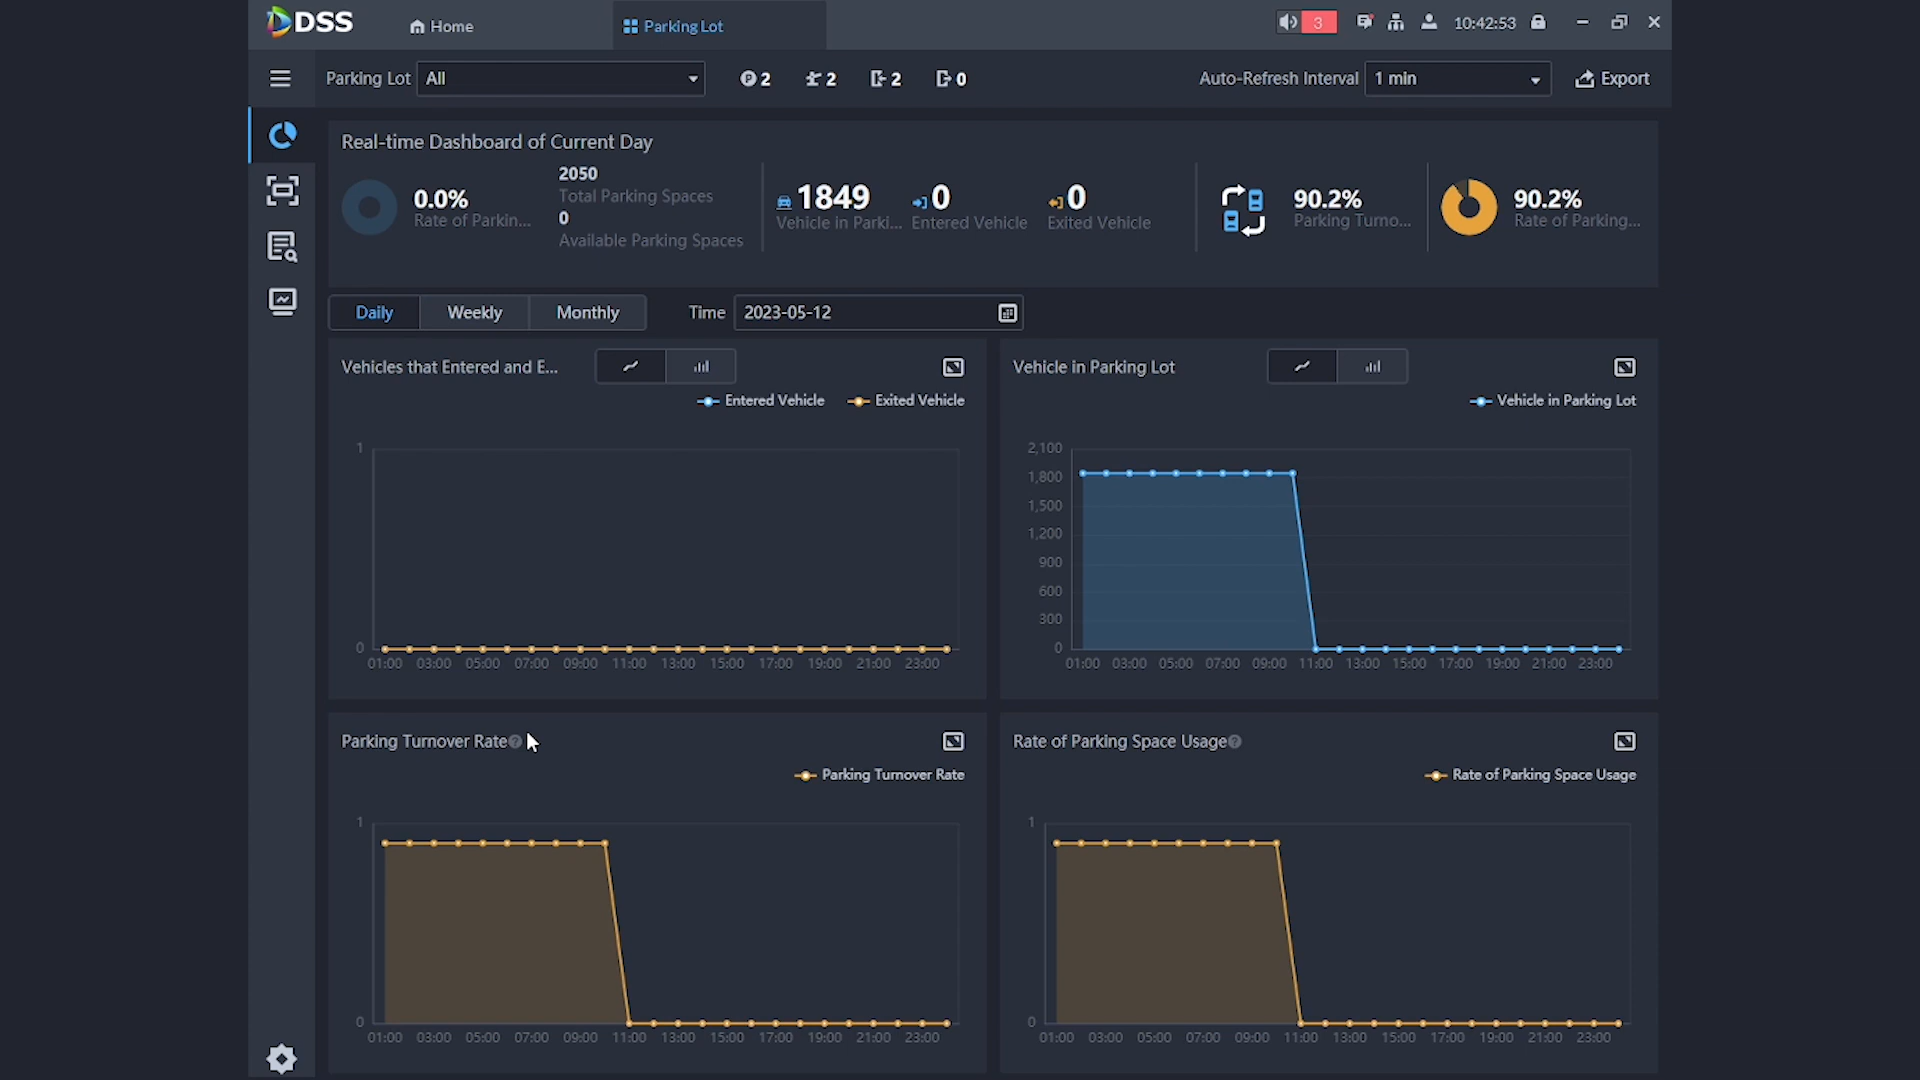 DSS
Home
Parking Lot
3
10:42:53
Parking Lot
All
2
2
2
0
Auto-Refresh Interval
1 min
Export
Real-time Dashboard of Current Day
0.0%
Rate of Parkin...
2050
Total Parking Spaces
0
Available Parking Spaces
1849
Vehicle in Parki...
0
Entered Vehicle
0
Exited Vehicle
90.2%
Parking Turno...
90.2%
Rate of Parking...
Daily
Weekly
Monthly
Time
2023-05-12
Vehicles that Entered and E...
Entered Vehicle
Exited Vehicle
1
0
01:00 03:00 05:00 07:00 09:00 11:00 13:00 15:00 17:00 19:00 21:00 23:00
Vehicle in Parking Lot
Vehicle in Parking Lot
2,100
1,800
1,500
1,200
900
600
300
0
01:00 03:00 05:00 07:00 09:00 11:00 13:00 15:00 17:00 19:00 21:00 23:00
Parking Turnover Rate
Parking Turnover Rate
1
0
01:00 03:00 05:00 07:00 09:00 11:00 13:00 15:00 17:00 19:00 21:00 23:00
Rate of Parking Space Usage
Rate of Parking Space Usage
1
0
01:00 03:00 05:00 07:00 09:00 11:00 13:00 15:00 17:00 19:00 21:00 23:00